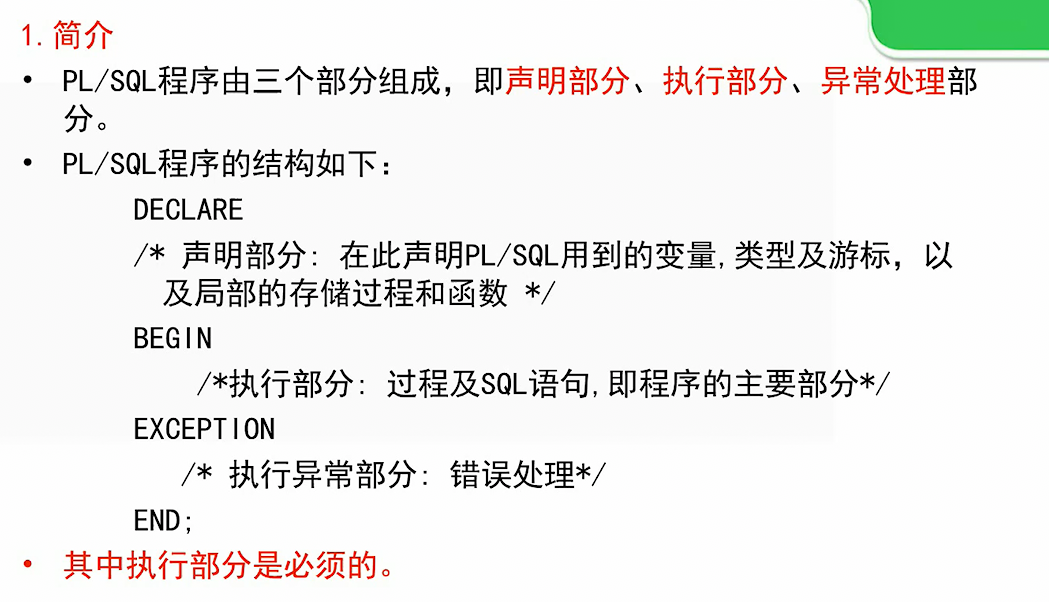 1.简介
• PL/SQL程序由三个部分组成，即声明部分、执行部分、异常处理部
分。
• PL/SQL程序的结构如下：
DECLARE
/* 声明部分: 在此声明PL/SQL用到的变量,类型及游标，以
及局部的存储过程和函数 */
BEGIN
/*执行部分: 过程及SQL语句,即程序的主要部分*/
EXCEPTION
/* 执行异常部分: 错误处理*/
END;
• 其中执行部分是必须的。